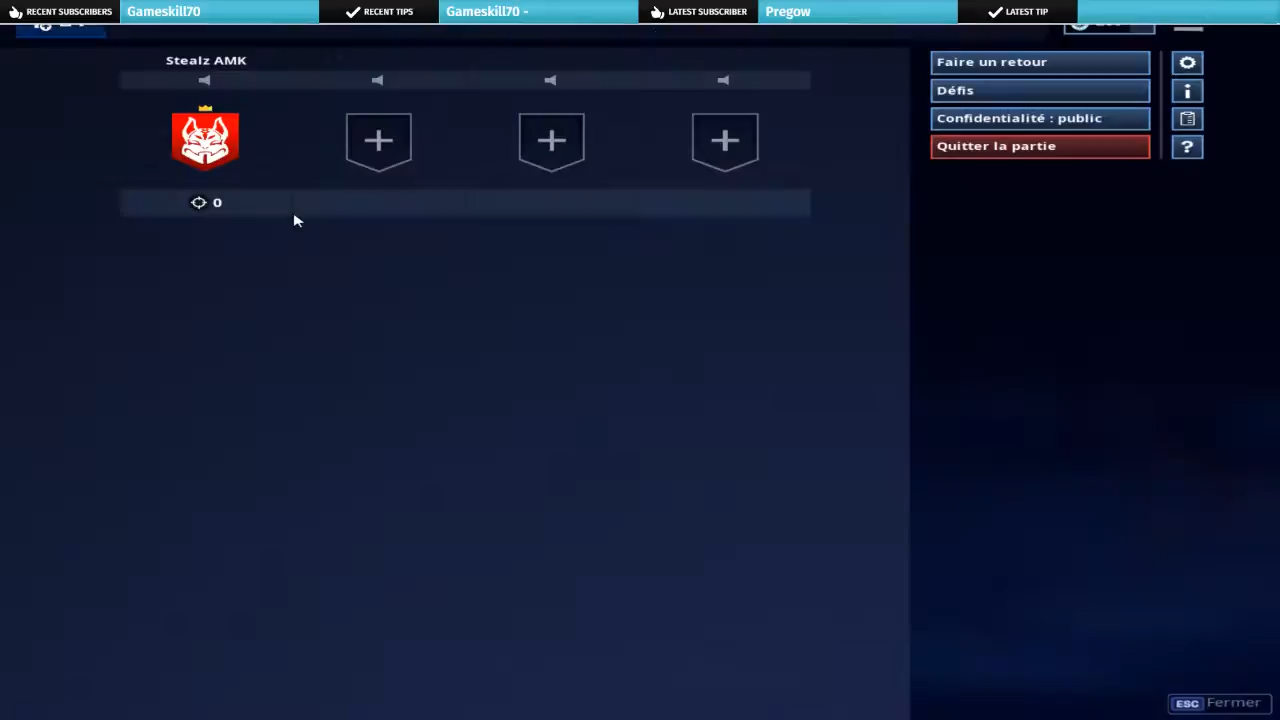 RECENT SUBSCRIBERS Gameskill70 RECENT TIPS Gameskill70 - LATEST SUBSCRIBER Pregow LATEST TIP
Stealz AMK
0
Faire un retour
Défis
Confidentialité : public
Quitter la partie
ESC Fermer